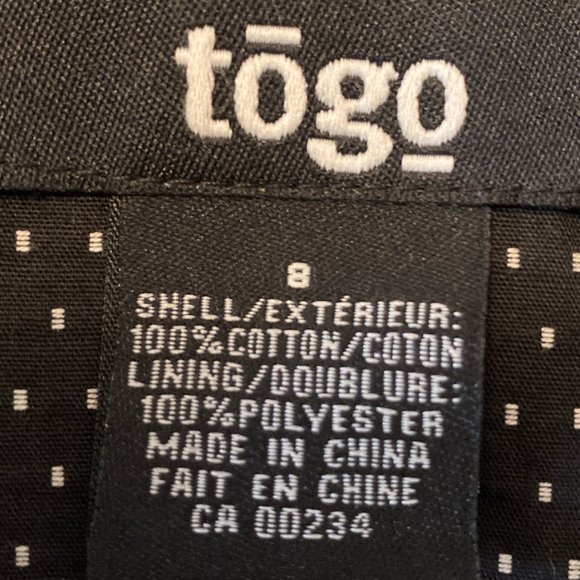 tōgo
8
SHELL/EXTÉRIEUR:
100%COTTON/COTON
LINING/DOUBLURE:
100%POLYESTER
MADE IN CHINA
FAIT EN CHINE
CA 00234